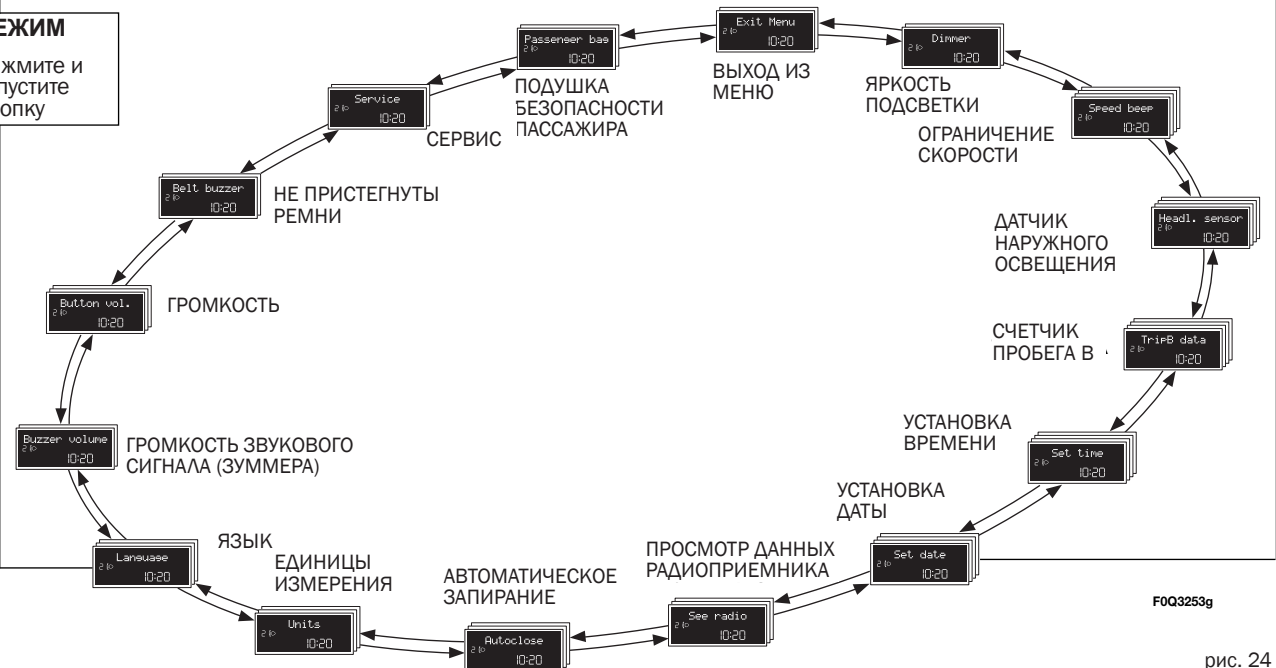 ЕЖИМ
жмите и
пустите
опку
Exit Menu
10:20
ВЫХОД ИЗ
МЕНЮ
Dimmer
10:20
ЯРКОСТЬ
ПОДСВЕТКИ
Speed beep
10:20
ОГРАНИЧЕНИЕ
СКОРОСТИ
Headl. sensor
10:20
ДАТЧИК
НАРУЖНОГО
ОСВЕЩЕНИЯ
TripB data
10:20
СЧЕТЧИК
ПРОБЕГА В
Set time
10:20
УСТАНОВКА
ВРЕМЕНИ
Set date
10:20
УСТАНОВКА
ДАТЫ
See radio
10:20
ПРОСМОТР ДАННЫХ
РАДИОПРИЕМНИКА
Autoclose
10:20
АВТОМАТИЧЕСКОЕ
ЗАПИРАНИЕ
Units
10:20
ЕДИНИЦЫ
ИЗМЕРЕНИЯ
Language
10:20
ЯЗЫК
Buzzer volume
10:20
ГРОМКОСТЬ ЗВУКОВОГО
СИГНАЛА (ЗУММЕРА)
Button vol.
10:20
ГРОМКОСТЬ
Belt buzzer
10:20
НЕ ПРИСТЕГНУТЫ
РЕМНИ
Service
10:20
СЕРВИС
Passenger bag
10:20
ПОДУШКА
БЕЗОПАСНОСТИ
ПАССАЖИРА
F0Q3253g
рис. 24